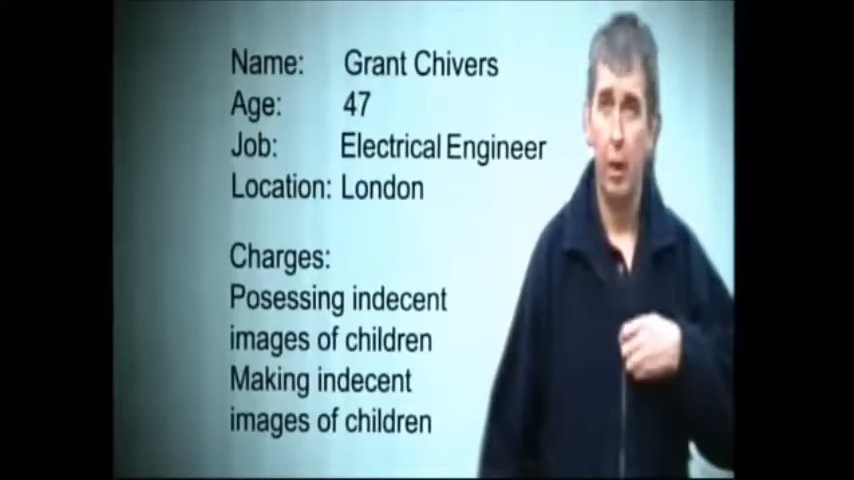 Name: Grant Chivers
Age: 47
Job: Electrical Engineer
Location: London
Charges:
Posessing indecent
images of children
Making indecent
images of children